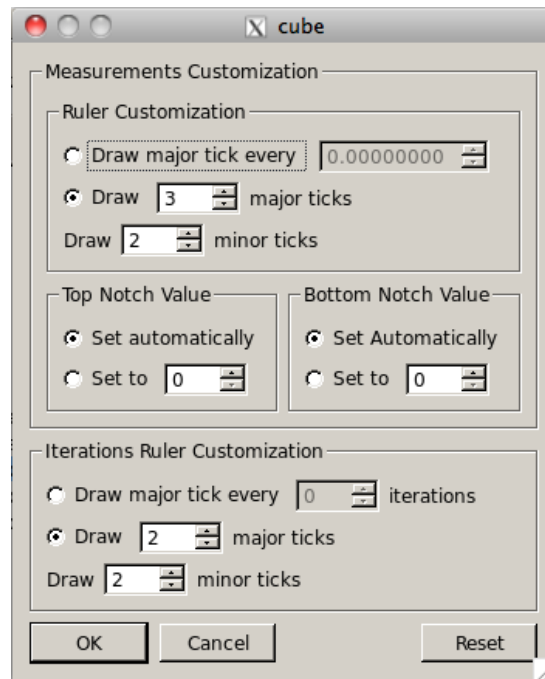 cube
Measurements Customization
Ruler Customization
Draw major tick every 0.00000000
Draw 3 major ticks
Draw 2 minor ticks
Top Notch Value
Set automatically
Set to 0
Bottom Notch Value
Set Automatically
Set to 0
Iterations Ruler Customization
Draw major tick every 0 iterations
Draw 2 major ticks
Draw 2 minor ticks
OK Cancel Reset